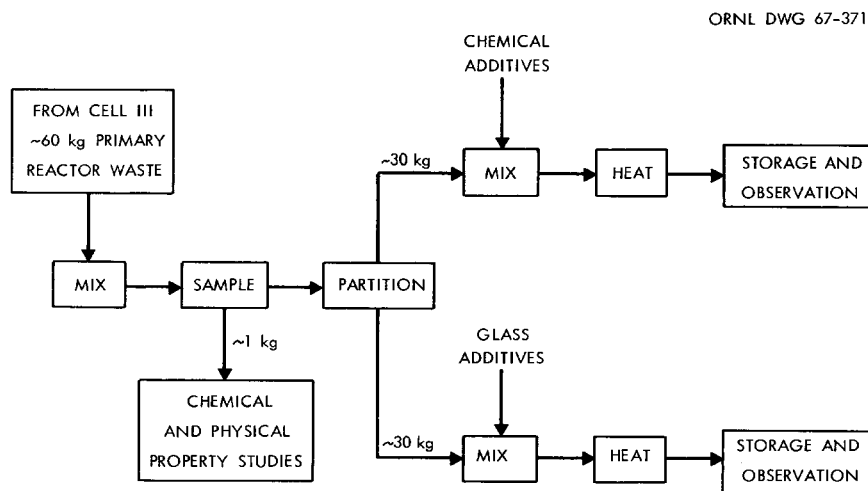 ORNL DWG 67-371
CHEMICAL
ADDITIVES
FROM CELL III
~60 kg PRIMARY
REACTOR WASTE
~30 kg
MIX
HEAT
STORAGE AND
OBSERVATION
MIX
SAMPLE
PARTITION
~1 kg
CHEMICAL
AND PHYSICAL
PROPERTY STUDIES
GLASS
ADDITIVES
~30 kg
MIX
HEAT
STORAGE AND
OBSERVATION